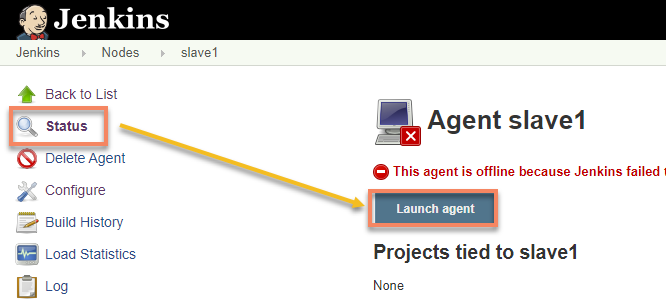 Jenkins
Jenkins Nodes slave1
Back to List
Status
Delete Agent
Configure
Build History
Load Statistics
Log
Agent slave1
This agent is offline because Jenkins failed t
Launch agent
Projects tied to slave1
None